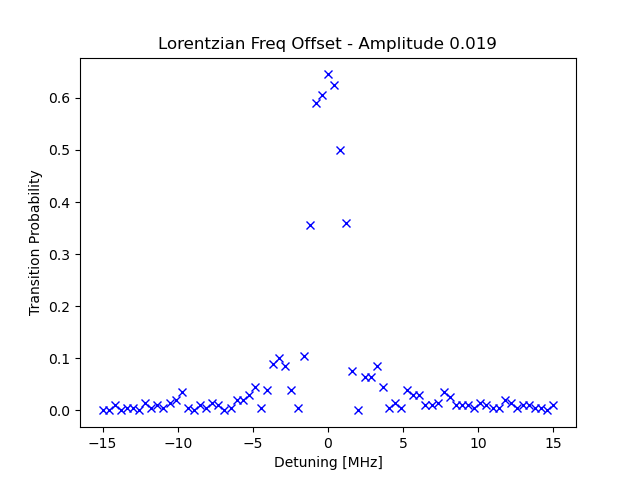 Lorentzian Freq Offset - Amplitude 0.019
Transition Probability
0.6
0.5
0.4
0.3
0.2
0.1
0.0
−15 −10 −5 0 5 10 15
Detuning [MHz]